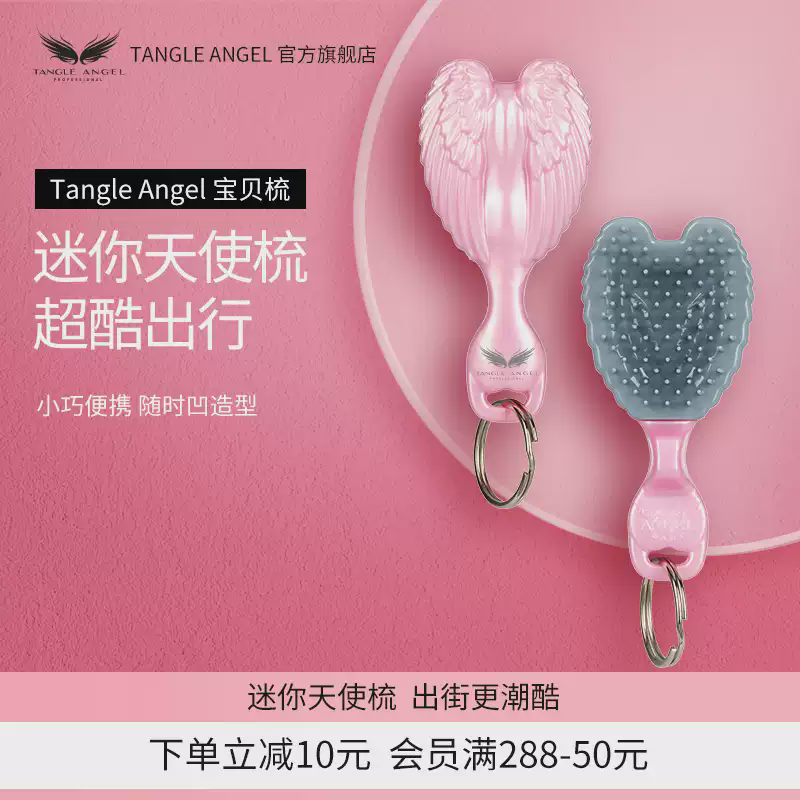 TANGLE ANGEL 官方旗舰店
TANGLE ANGEL
PROFESSIONAL
Tangle Angel 宝贝梳
迷你天使梳
超酷出行
小巧便携 随时凹造型
TANGLE ANGEL
PROFESSIONAL
ANGEL
迷你天使梳 出街更潮酷
下单立减10元 会员满288-50元